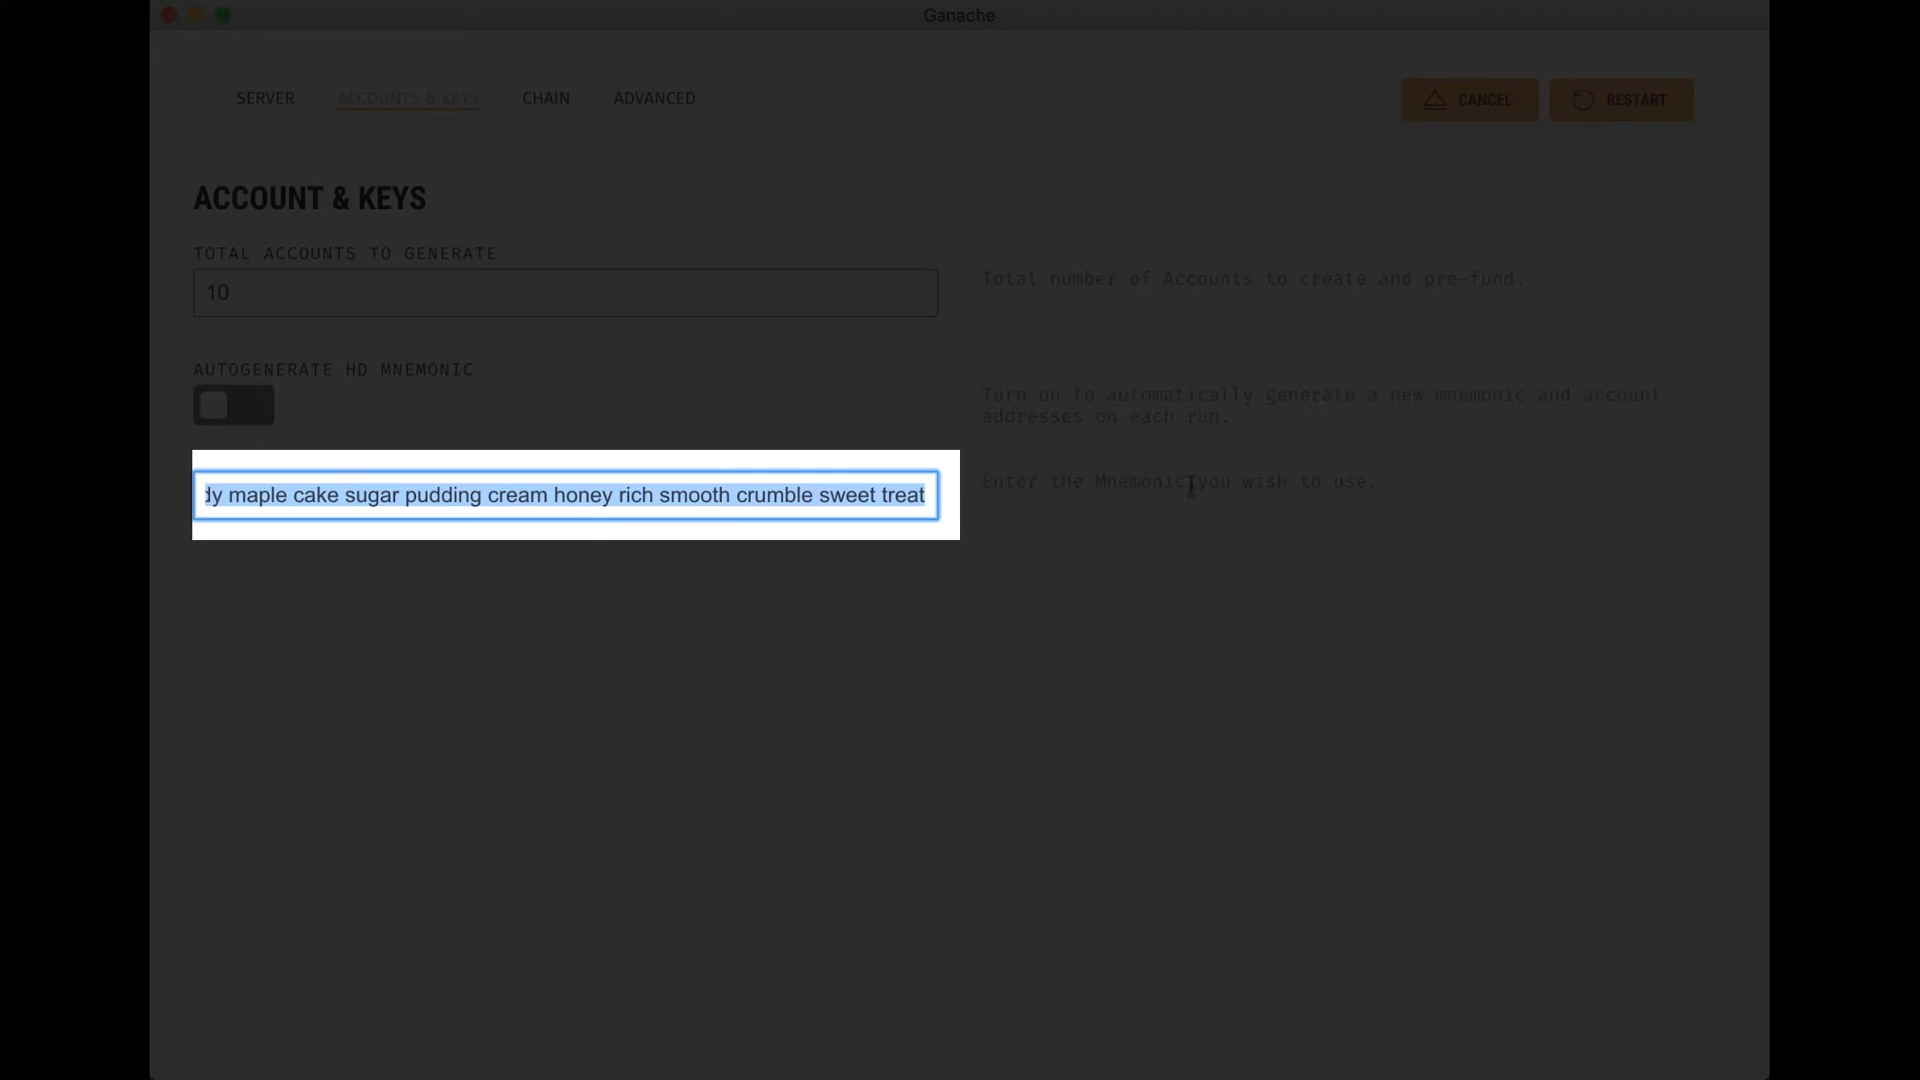 Ganache
SERVER ACCOUNTS & KEYS CHAIN ADVANCED CANCEL RESTART
ACCOUNT & KEYS
TOTAL ACCOUNTS TO GENERATE
10
Total number of Accounts to create and pre-fund.
AUTOGENERATE HD MNEMONIC
Turn on to automatically generate a new mnemonic and account
addresses on each run.
dy maple cake sugar pudding cream honey rich smooth crumble sweet treat
Enter the Mnemonic you wish to use.